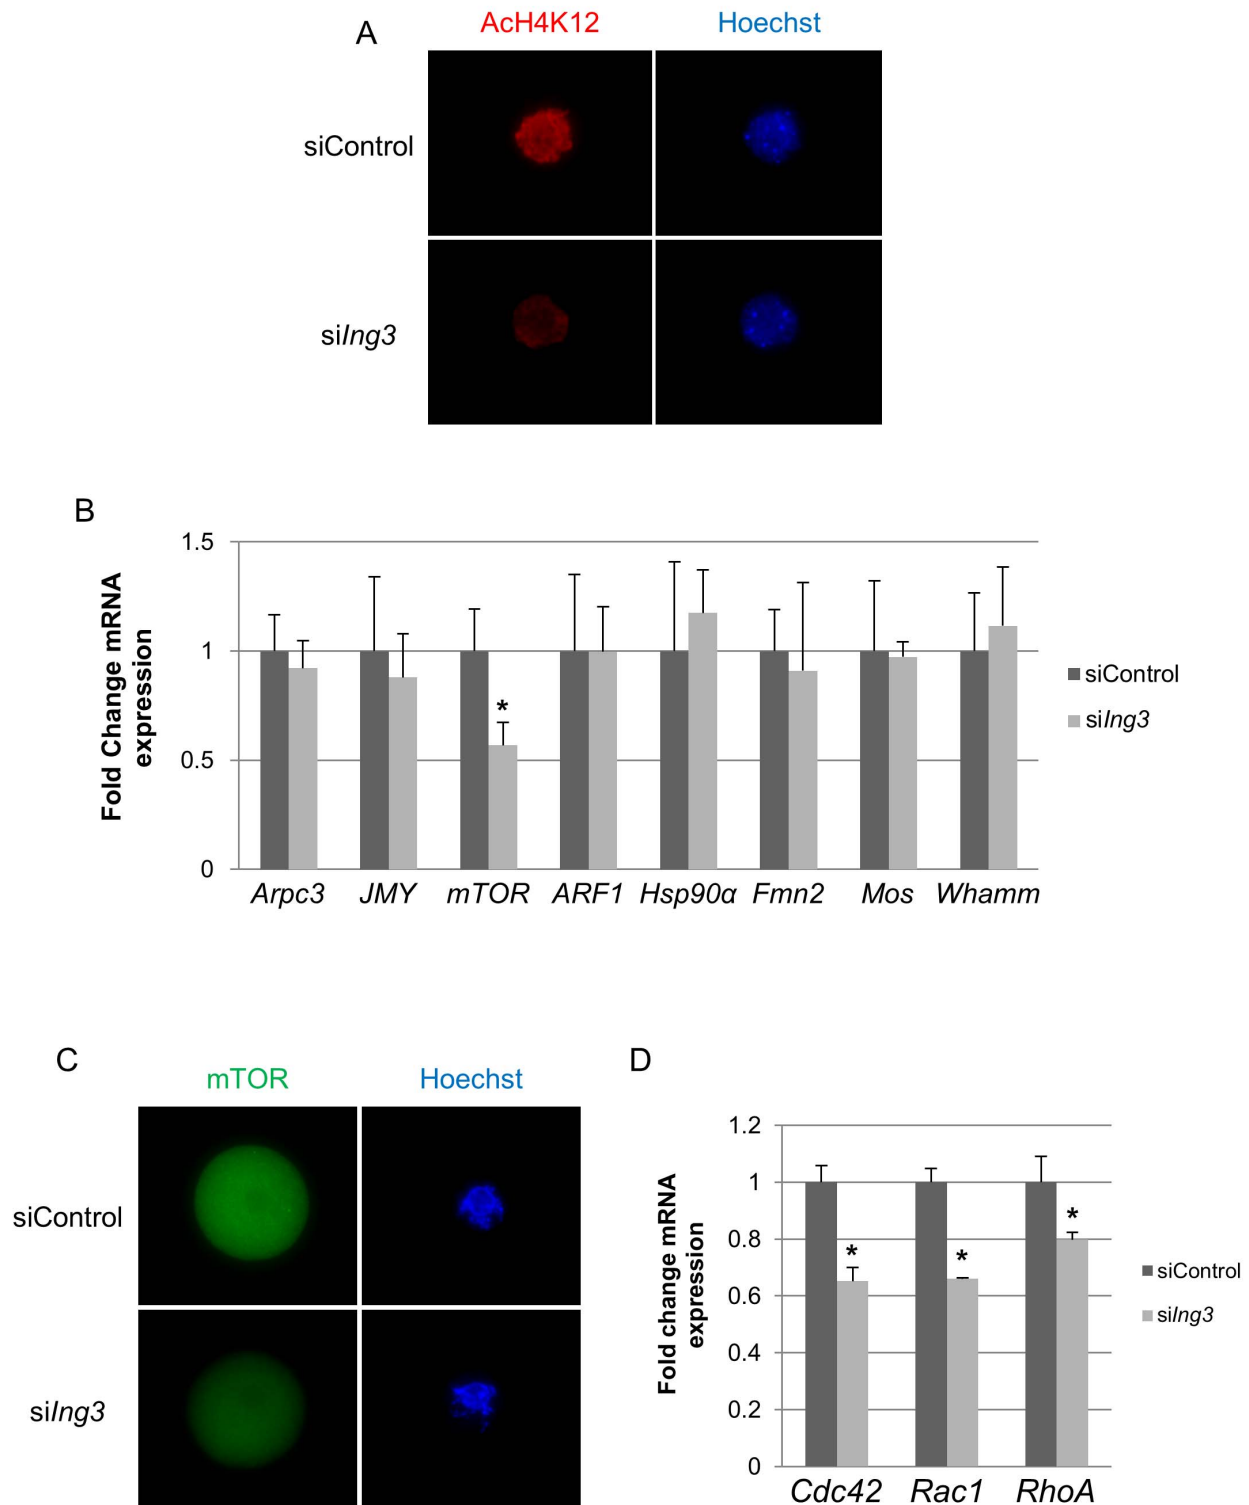 A
AcH4K12 Hoechst
siControl
siIng3
B
Fold Change mRNA
expression
1.5
1
0.5
0
*
Arpc3 JMY mTOR ARF1 Hsp90α Fmn2 Mos Whamm
siControl
siIng3
C
mTOR Hoechst
siControl
siIng3
D
Fold change mRNA
expression
1.2
1
0.8
0.6
0.4
0.2
0
* * *
Cdc42 Rac1 RhoA
siControl
siIng3